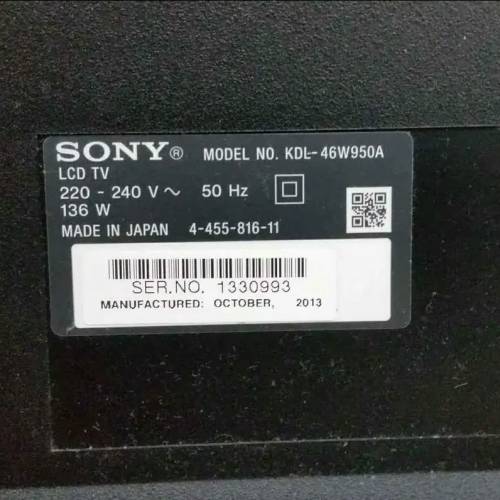 SONY® MODEL NO. KDL-46W950A
LCD TV
220 - 240 V ~ 50 Hz
136 W
MADE IN JAPAN 4-455-816-11
SER.NO. 1330993
MANUFACTURED: OCTOBER, 2013